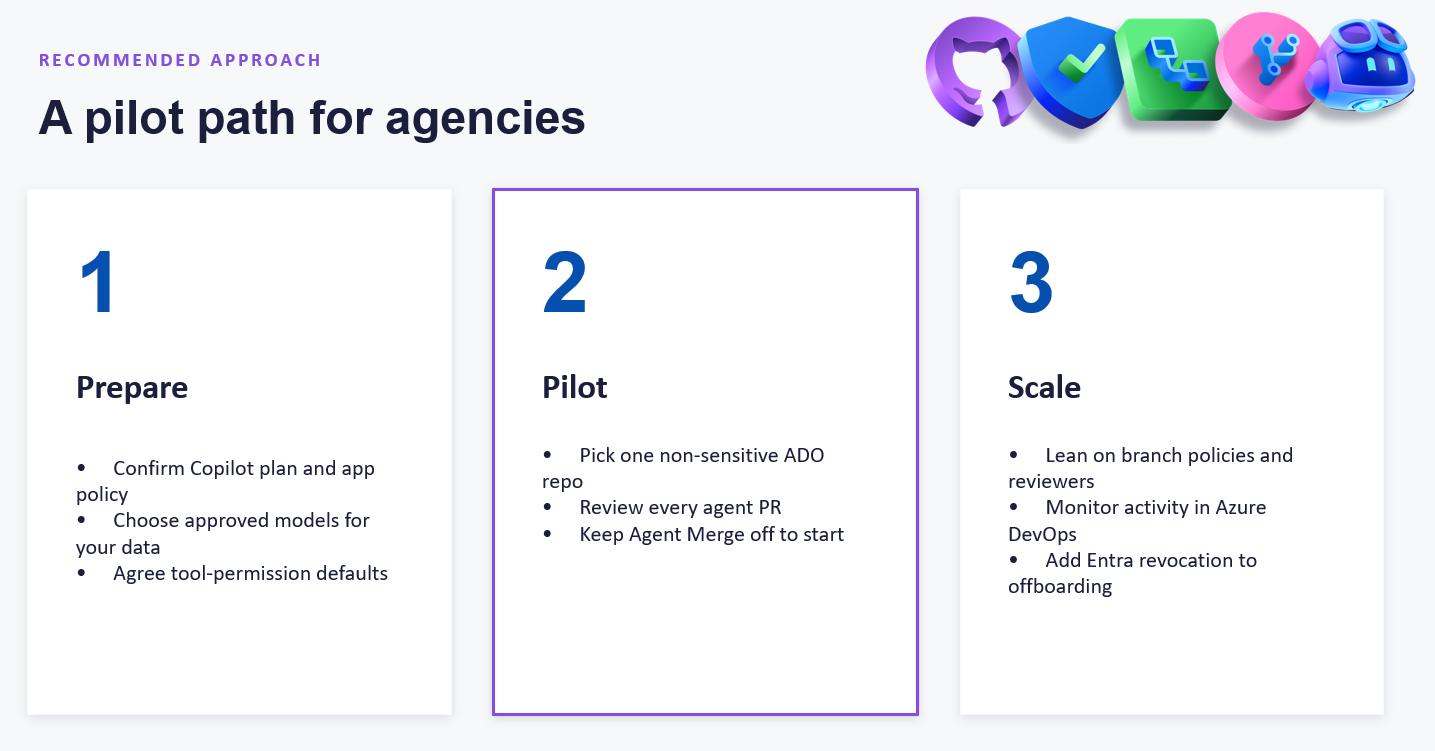 RECOMMENDED APPROACH
A pilot path for agencies
1
Prepare
• Confirm Copilot plan and app
policy
• Choose approved models for
your data
• Agree tool-permission defaults
2
Pilot
• Pick one non-sensitive ADO
repo
• Review every agent PR
• Keep Agent Merge off to start
3
Scale
• Lean on branch policies and
reviewers
• Monitor activity in Azure
DevOps
• Add Entra revocation to
offboarding